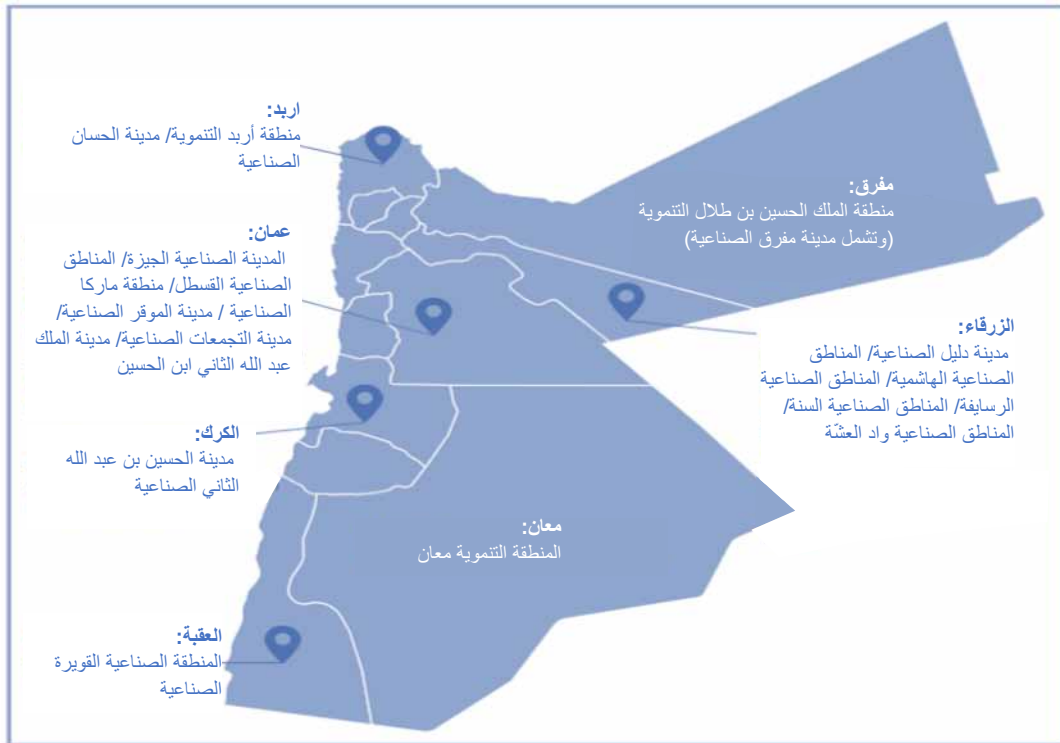 اربد:
منطقة أربد التنموية/ مدينة الحسان
الصناعية
مفرق:
منطقة الملك الحسين بن طلال التنموية
(وتشمل مدينة مفرق الصناعية)
عمان:
المدينة الصناعية الجيزة/ المناطق
الصناعية القسطل/ منطقة ماركا
الصناعية / مدينة الموقر الصناعية/
مدينة التجمعات الصناعية/ مدينة الملك
عبد الله الثاني ابن الحسين
الزرقاء:
مدينة دليل الصناعية/ المناطق
الصناعية الهاشمية/ المناطق الصناعية
الرسايفة/ المناطق الصناعية السنة/
المناطق الصناعية واد العشّة
الكرك:
مدينة الحسين بن عبد الله
الثاني الصناعية
معان:
المنطقة التنموية معان
العقبة:
المنطقة الصناعية القويرة
الصناعية